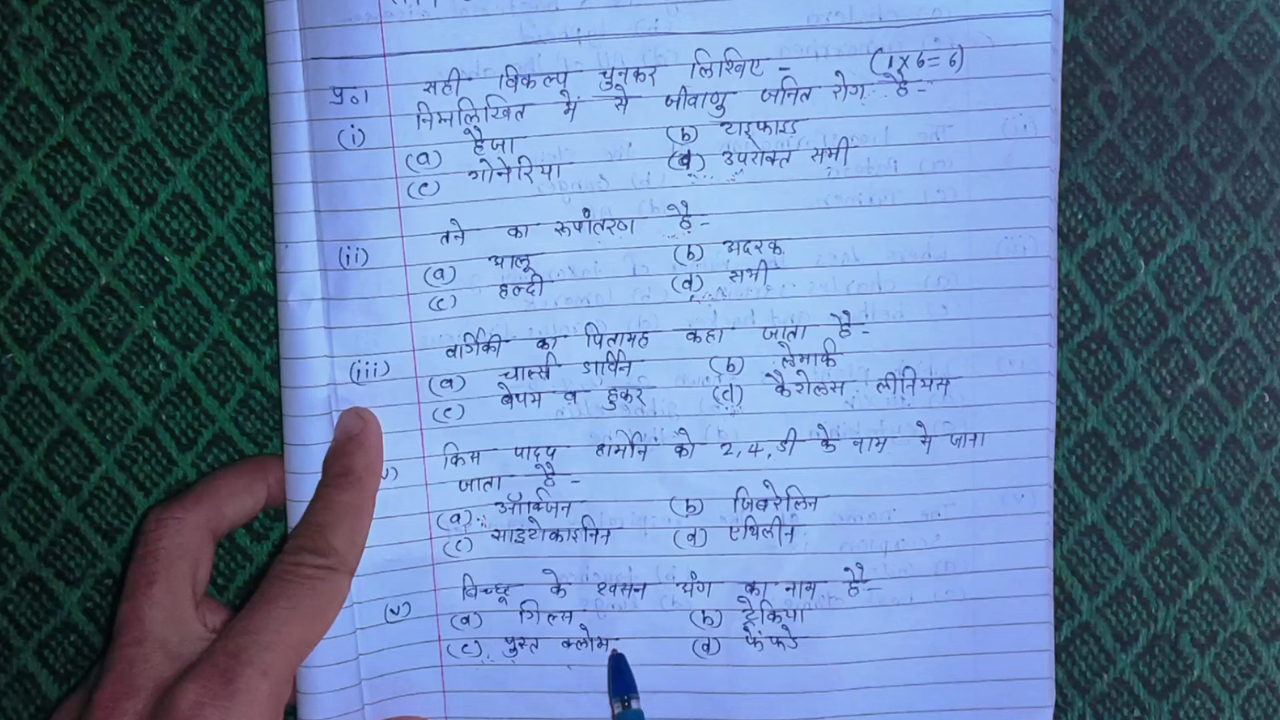 प्र०1 सही विकल्प चुनकर लिखिए - (1×6=6)
(i) निम्नलिखित में से जीवाणु जनित रोग है -
(a) हैजा (b) टाइफाइड
(c) गोनेरिया (d) उपरोक्त सभी
(ii) तने का रूपांतरण है -
(a) आलू (b) अदरक
(c) हल्दी (d) सभी
(iii) वर्गिकी का पितामह कहा जाता है -
(a) चार्ल्स डार्विन (b) लैमार्क
(c) बेंथम व हुकर (d) कैरोलस लीनियस
किस पादप हार्मोन को 2,4,डी के नाम से जाना
जाता है -
(a) ऑक्जिन (b) जिबरेलिन
(c) साइटोकाइनिन (d) एथिलीन
(v) बिच्छू के श्वसन अंग का नाम है -
(a) गिल्स (b) ट्रेकिया
(c) पुस्त क्लोम (d) फेंफडे